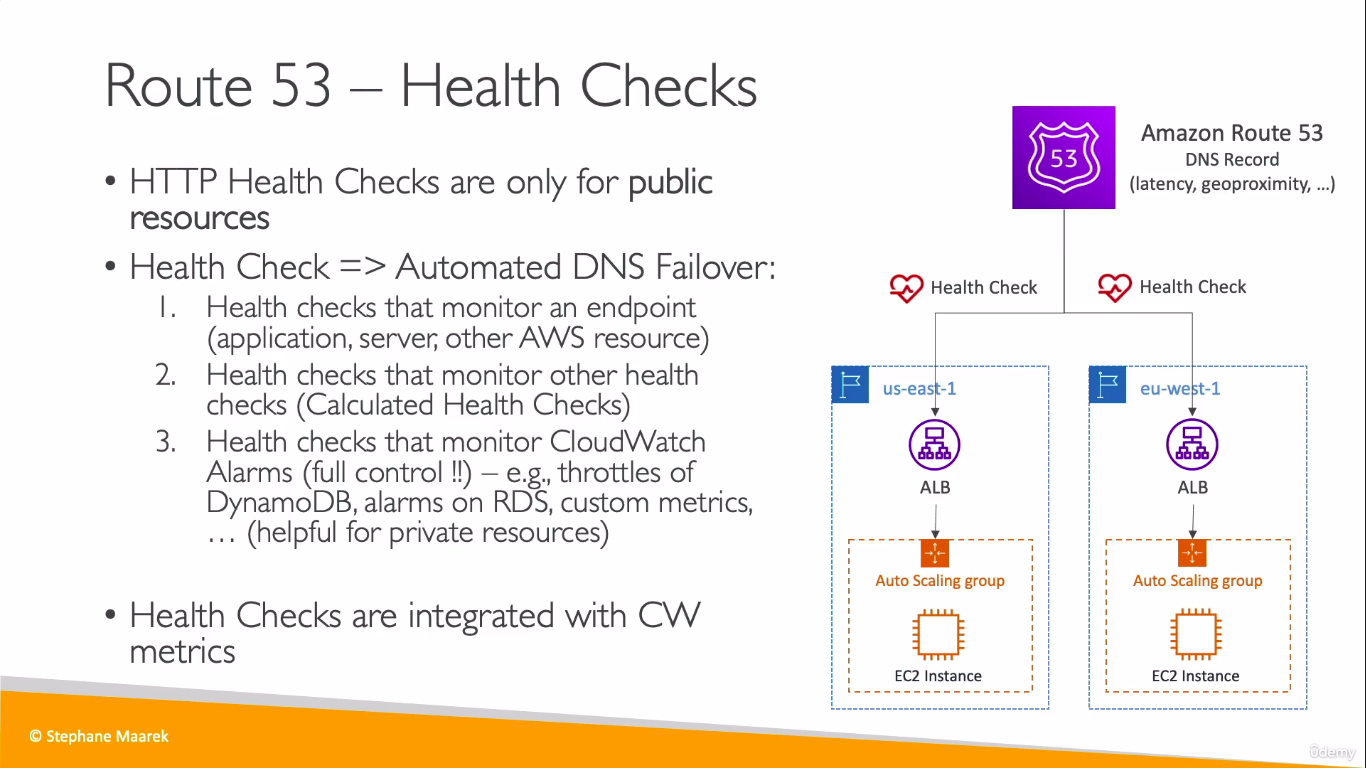 Route 53 – Health Checks
• HTTP Health Checks are only for public
resources
• Health Check => Automated DNS Failover:
1. Health checks that monitor an endpoint
(application, server, other AWS resource)
2. Health checks that monitor other health
checks (Calculated Health Checks)
3. Health checks that monitor CloudWatch
Alarms (full control !!) – e.g., throttles of
DynamoDB, alarms on RDS, custom metrics,
… (helpful for private resources)
• Health Checks are integrated with CW
metrics
53
Amazon Route 53
DNS Record
(latency, geoproximity, …)
Health Check
Health Check
us-east-1
ALB
Auto Scaling group
EC2 Instance
eu-west-1
ALB
Auto Scaling group
EC2 Instance
© Stephane Maarek
ûdemy